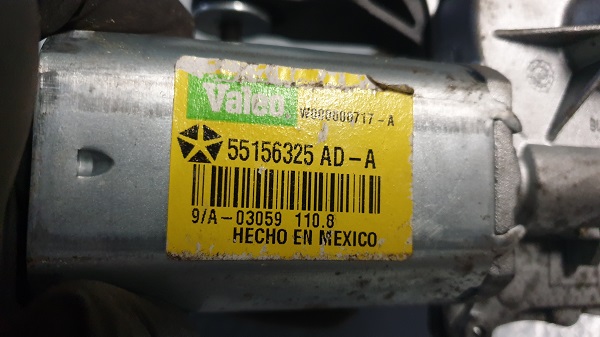 Valeo
W000000717-A
55156325 AD-A
9/A-03059 110.8
HECHO EN MEXICO